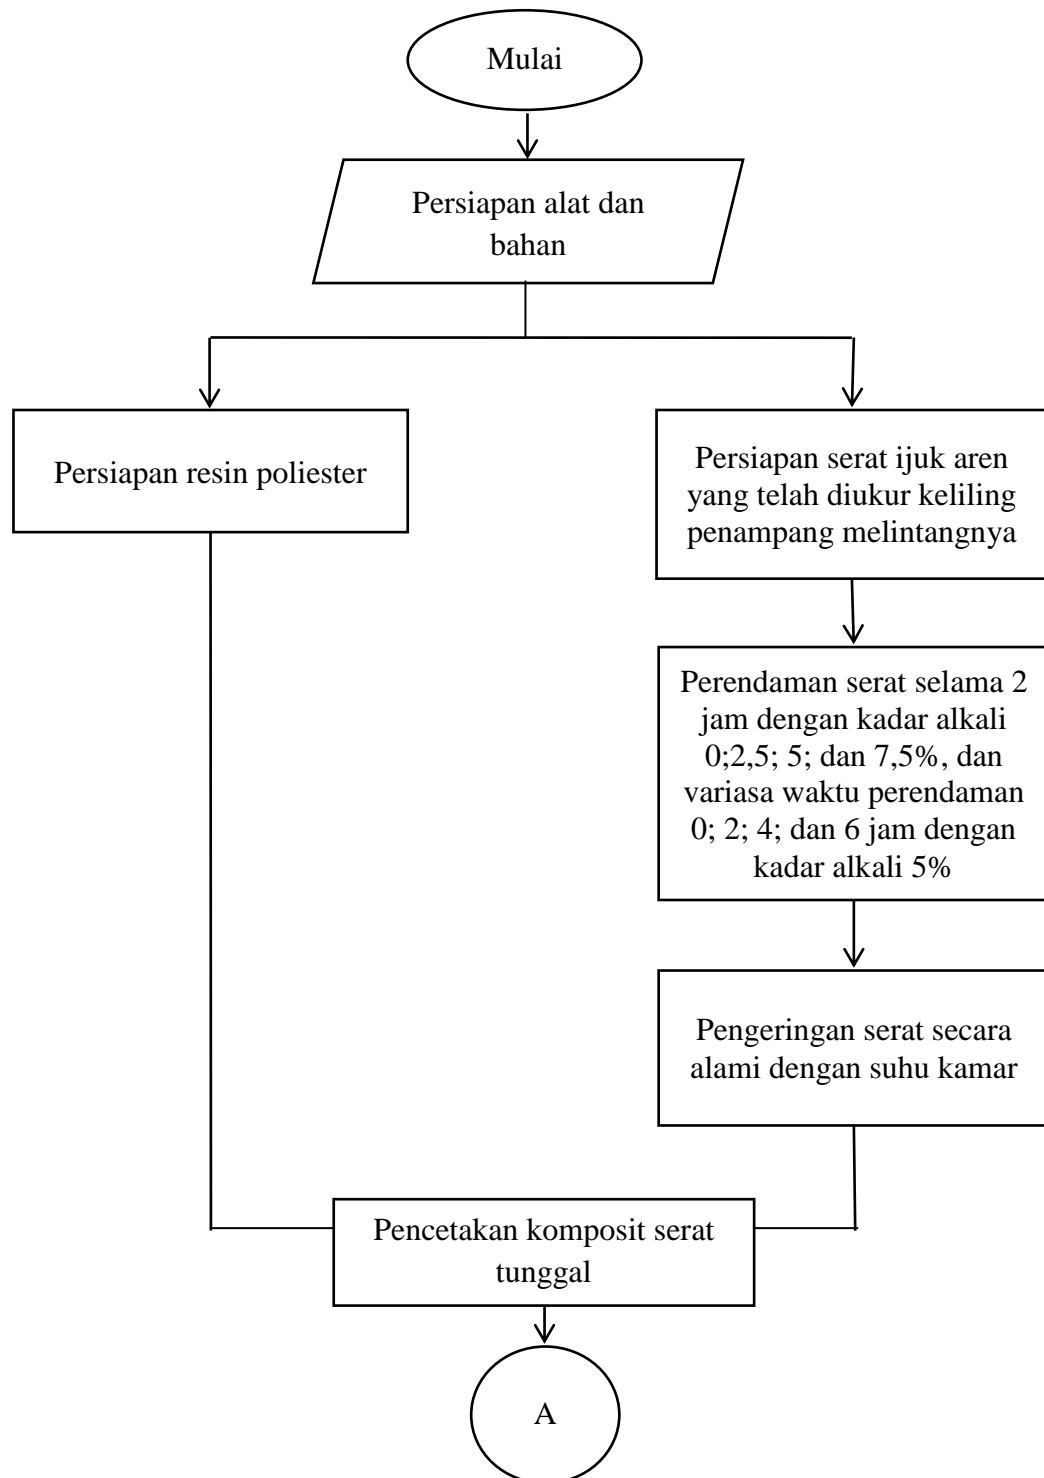 Mulai
Persiapan alat dan
bahan
Persiapan resin poliester
Persiapan serat ijuk aren
yang telah diukur keliling
penampang melintangnya
Perendaman serat selama 2
jam dengan kadar alkali
0;2,5; 5; dan 7,5%, dan
variasa waktu perendaman
0; 2; 4; dan 6 jam dengan
kadar alkali 5%
Pengeringan serat secara
alami dengan suhu kamar
Pencetakan komposit serat
tunggal
A